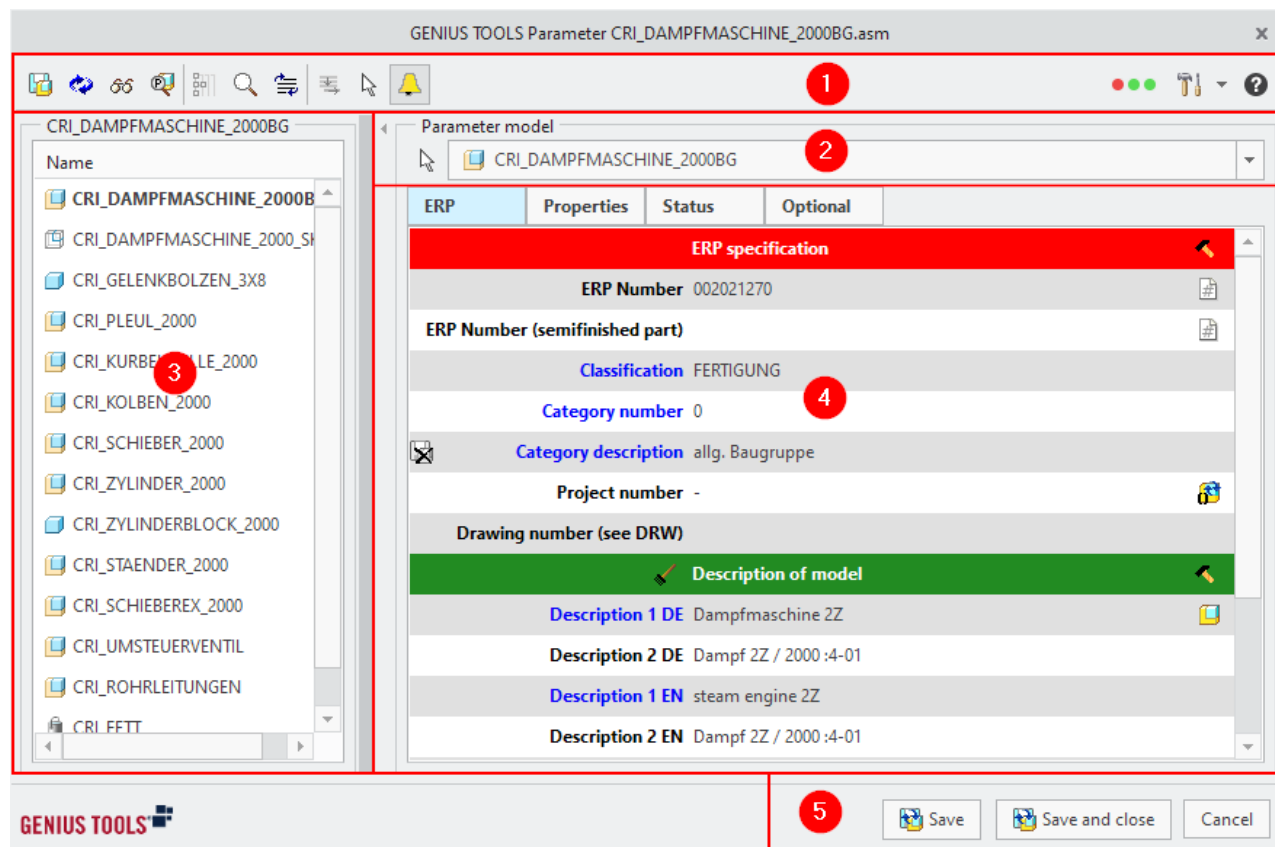 GENIUS TOOLS Parameter CRI_DAMPFMASCHINE_2000BG.asm
1
CRI_DAMPFMASCHINE_2000BG
Name
CRI_DAMPFMASCHINE_2000B
CRI_DAMPFMASCHINE_2000_SK
CRI_GELENKBOLZEN_3X8
CRI_PLEUL_2000
LE_2000
3
CRI_KOLBEN_2000
CRI_SCHIEBER_2000
CRI_ZYLINDER_2000
CRI_ZYLINDERBLOCK_2000
CRI_STAENDER_2000
CRI_SCHIEBEREX_2000
CRI_UMSTEUERVENTIL
CRI_ROHRLEITUNGEN
CRI_FETT
Parameter model
CRI_DAMPFMASCHINE_2000BG
2
ERP Properties Status Optional
ERP specification
ERP Number 002021270
ERP Number (semifinished part)
Classification FERTIGUNG
Category number 0
4
Category description allg. Baugruppe
Project number -
Drawing number (see DRW)
Description of model
Description 1 DE Dampfmaschine 2Z
Description 2 DE Dampf 2Z / 2000 :4-01
Description 1 EN steam engine 2Z
Description 2 EN Dampf 2Z / 2000 :4-01
GENIUS TOOLS
5
Save Save and close Cancel